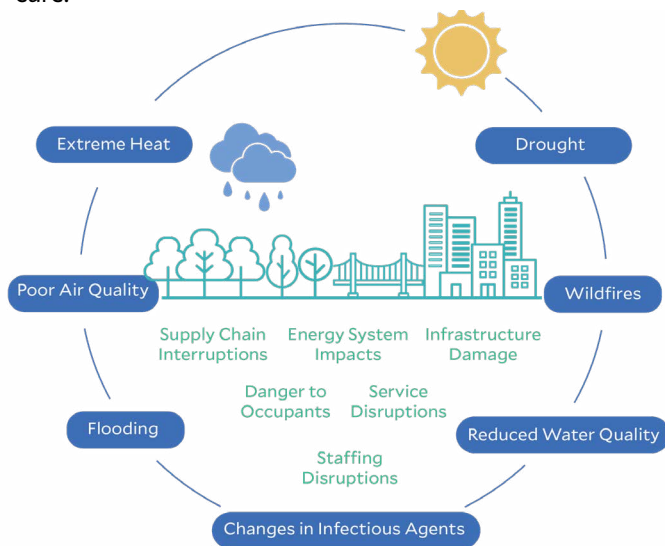 care.
Extreme Heat
Drought
Poor Air Quality
Wildfires
Supply Chain
Interruptions
Energy System
Impacts
Infrastructure
Damage
Danger to
Occupants
Service
Disruptions
Flooding
Reduced Water Quality
Staffing
Disruptions
Changes in Infectious Agents